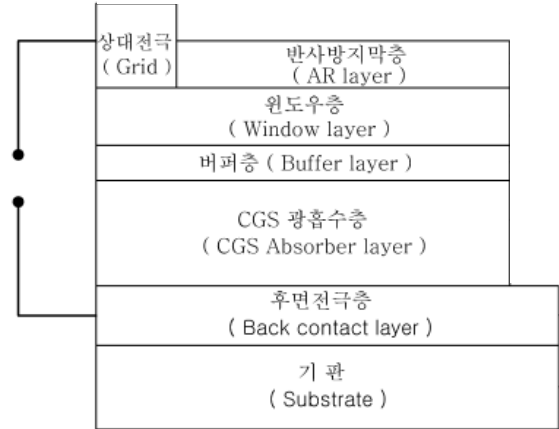 상대전극
( Grid )
반사방지막층
( AR layer )
윈도우층
( Window layer )
버퍼층 ( Buffer layer )
CGS 광흡수층
( CGS Absorber layer )
후면전극층
( Back contact layer )
기 판
( Substrate )